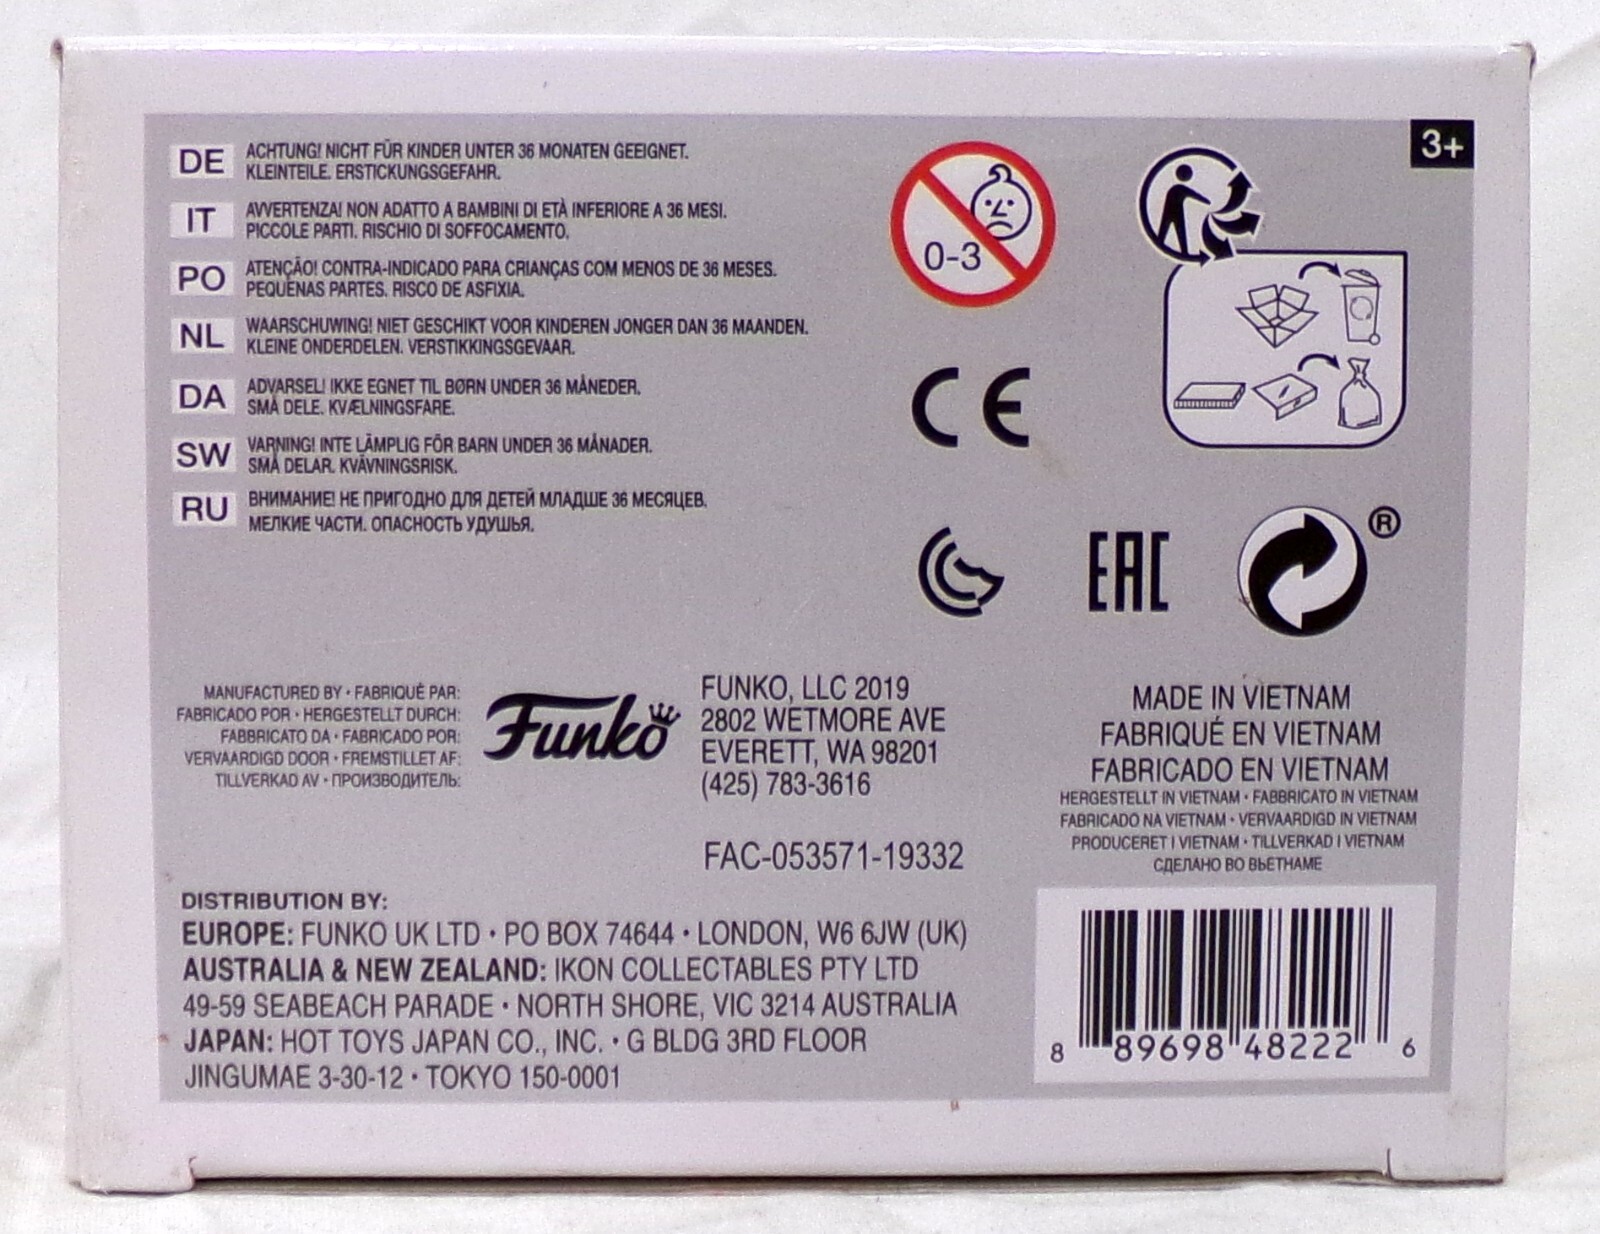 3+
DE
ACHTUNG! NICHT FÜR KINDER UNTER 36 MONATEN GEEIGNET.
KLEINTEILE. ERSTICKUNGSGEFAHR.
IT
AVVERTENZA! NON ADATTO A BAMBINI DI ETÀ INFERIORE A 36 MESI.
PICCOLE PARTI. RISCHIO DI SOFFOCAMENTO.
PO
ATENÇÃO! CONTRA-INDICADO PARA CRIANÇAS COM MENOS DE 36 MESES.
PEQUENAS PARTES. RISCO DE ASFIXIA.
NL
WAARSCHUWING! NIET GESCHIKT VOOR KINDEREN JONGER DAN 36 MAANDEN.
KLEINE ONDERDELEN. VERSTIKKINGSGEVAAR.
DA
ADVARSEL! IKKE EGNET TIL BØRN UNDER 36 MÅNEDER.
SMÅ DELE. KVÆLNINGSFARE.
SW
VARNING! INTE LÄMPLIG FÖR BARN UNDER 36 MÅNADER.
SMÅ DELAR. KVÄVNINGSRISK.
RU
ВНИМАНИЕ! НЕ ПРИГОДНО ДЛЯ ДЕТЕЙ МЛАДШЕ 36 МЕСЯЦЕВ.
МЕЛКИЕ ЧАСТИ. ОПАСНОСТЬ УДУШЬЯ.
0-3
CE
EAC
®
MANUFACTURED BY • FABRIQUÉ PAR:
FABRICADO POR • HERGESTELLT DURCH:
FABBRICATO DA • FABRICADO POR:
VERVAARDIGD DOOR • FREMSTILLET AF:
TILLVERKAD AV • ПРОИЗВОДИТЕЛЬ:
Funko
FUNKO, LLC 2019
2802 WETMORE AVE
EVERETT, WA 98201
(425) 783-3616
FAC-053571-19332
MADE IN VIETNAM
FABRIQUÉ EN VIETNAM
FABRICADO EN VIETNAM
HERGESTELLT IN VIETNAM • FABBRICATO IN VIETNAM
FABRICADO NA VIETNAM • VERVAARDIGD IN VIETNAM
PRODUCERET I VIETNAM • TILLVERKAD I VIETNAM
СДЕЛАНО ВО ВЬЕТНАМЕ
DISTRIBUTION BY:
EUROPE: FUNKO UK LTD • PO BOX 74644 • LONDON, W6 6JW (UK)
AUSTRALIA & NEW ZEALAND: IKON COLLECTABLES PTY LTD
49-59 SEABEACH PARADE • NORTH SHORE, VIC 3214 AUSTRALIA
JAPAN: HOT TOYS JAPAN CO., INC. • G BLDG 3RD FLOOR
JINGUMAE 3-30-12 • TOKYO 150-0001
8 89698 48222 6